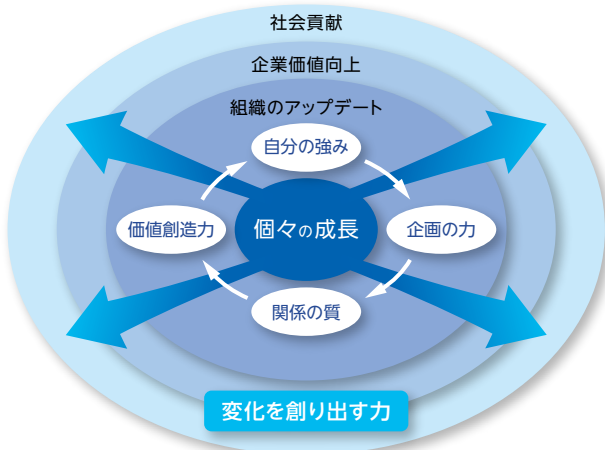 社会貢献
企業価値向上
組織のアップデート
自分の強み
価値創造力
個々の成長
企画の力
関係の質
変化を創り出す力